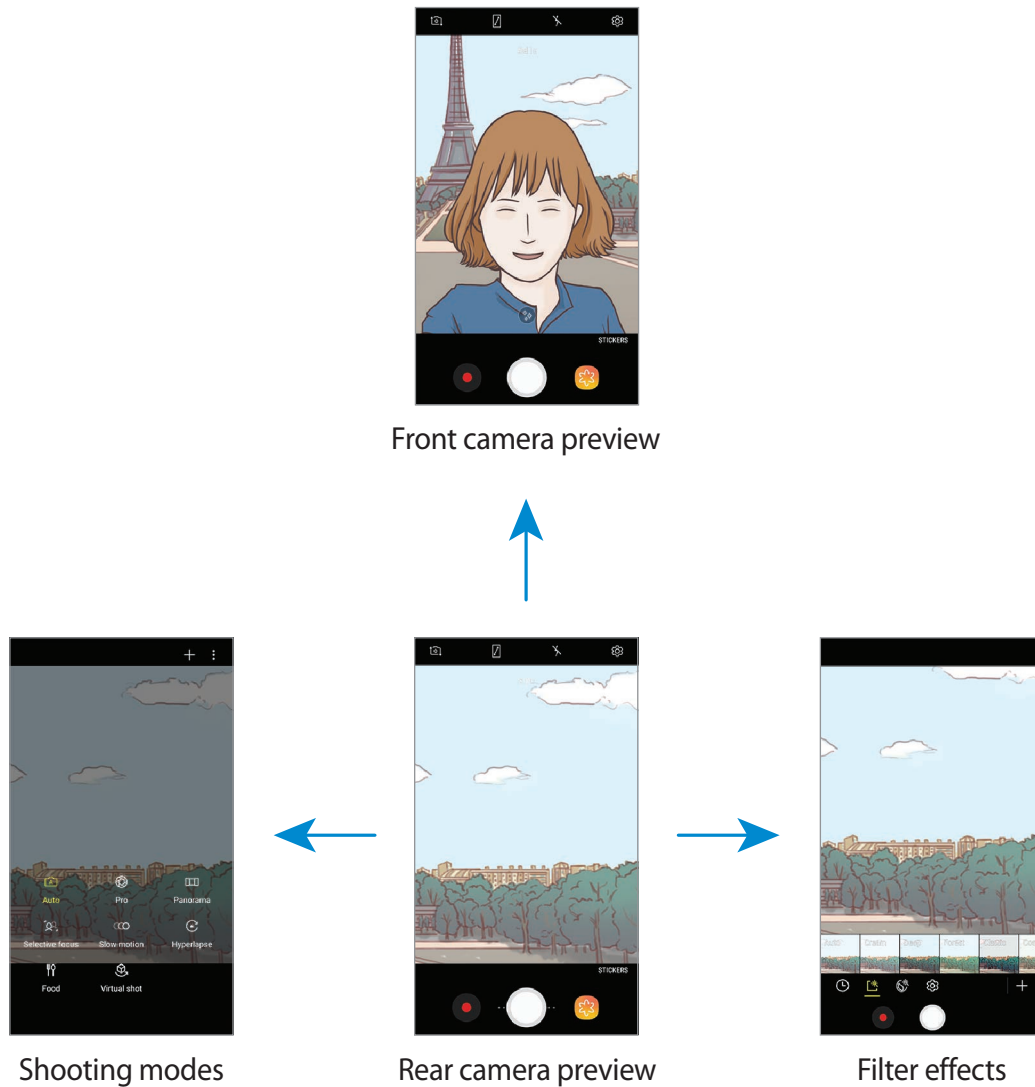 STICKERS
Front camera preview
Auto
Pro
Panorama
Selective focus
Slow motion
Hyperlapse
Food
Virtual shot
STICKERS
Shooting modes
Rear camera preview
Filter effects